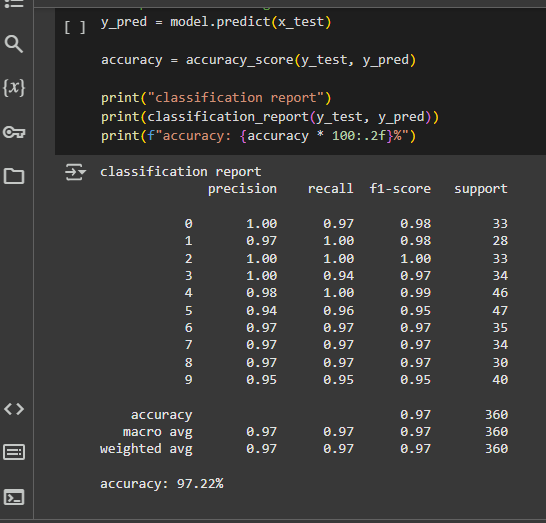 [ ]
y_pred = model.predict(x_test)
accuracy = accuracy_score(y_test, y_pred)
print("classification report")
print(classification_report(y_test, y_pred))
print(f"accuracy: {accuracy * 100:.2f}%")
{x}
classification report
precision recall f1-score support
0 1.00 0.97 0.98 33
1 0.97 1.00 0.98 28
2 1.00 1.00 1.00 33
3 1.00 0.94 0.97 34
4 0.98 1.00 0.99 46
5 0.94 0.96 0.95 47
6 0.97 0.97 0.97 35
7 0.97 0.97 0.97 34
8 0.97 0.97 0.97 30
9 0.95 0.95 0.95 40
accuracy 0.97 360
macro avg 0.97 0.97 0.97 360
weighted avg 0.97 0.97 0.97 360
accuracy: 97.22%